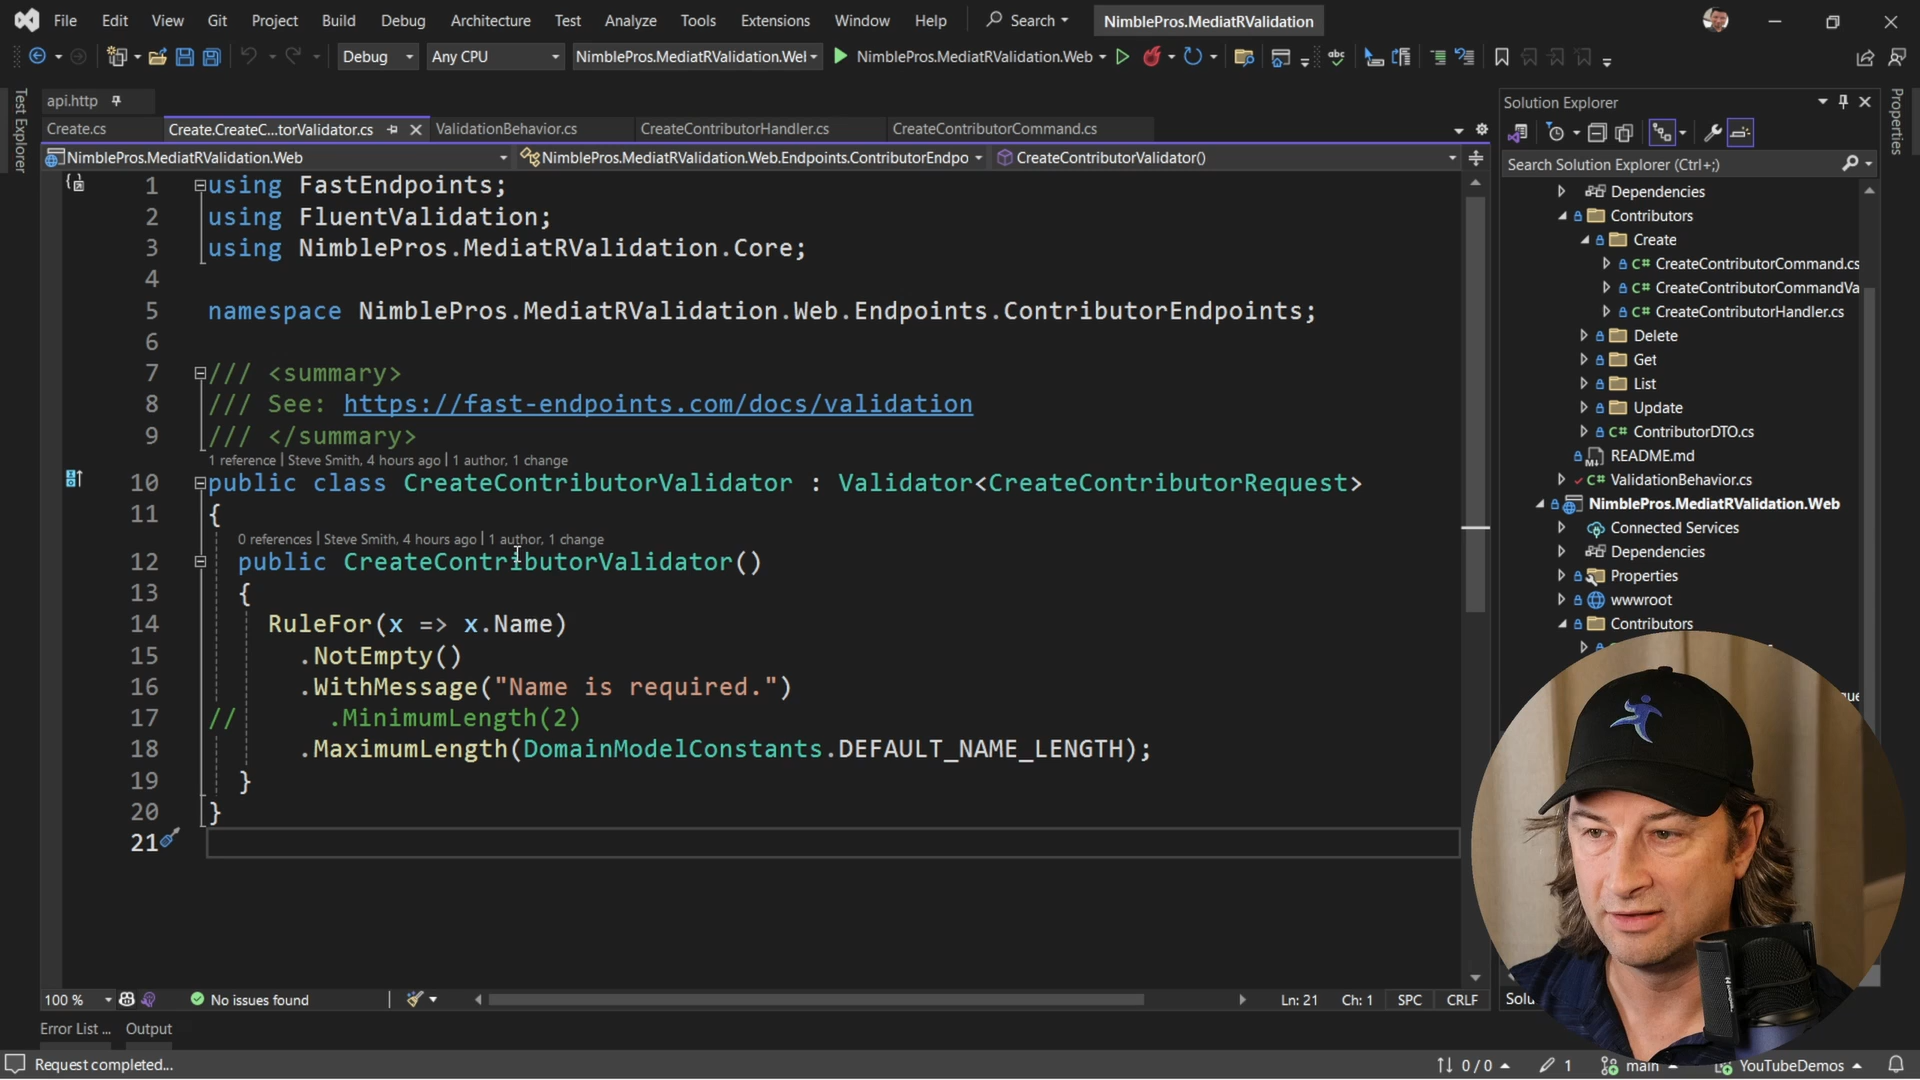 File Edit View Git Project Build Debug Architecture Test Analyze Tools Extensions Window Help Search NimblePros.MediatRValidation
Debug Any CPU NimblePros.MediatRValidation.Wel NimblePros.MediatRValidation.Web
Test Explorer
api.http
Create.cs Create.CreateC...torValidator.cs ValidationBehavior.cs CreateContributorHandler.cs CreateContributorCommand.cs
NimblePros.MediatRValidation.Web NimblePros.MediatRValidation.Web.Endpoints.ContributorEndpo CreateContributorValidator()
1 using FastEndpoints;
2 using FluentValidation;
3 using NimblePros.MediatRValidation.Core;
4
5 namespace NimblePros.MediatRValidation.Web.Endpoints.ContributorEndpoints;
6
7 /// <summary>
8 /// See: https://fast-endpoints.com/docs/validation
9 /// </summary>
1 reference | Steve Smith, 4 hours ago | 1 author, 1 change
10 public class CreateContributorValidator : Validator<CreateContributorRequest>
11 {
0 references | Steve Smith, 4 hours ago | 1 author, 1 change
12 public CreateContributorValidator()
13 {
14 RuleFor(x => x.Name)
15 .NotEmpty()
16 .WithMessage("Name is required.")
17 // .MinimumLength(2)
18 .MaximumLength(DomainModelConstants.DEFAULT_NAME_LENGTH);
19 }
20 }
21
100 % No issues found Ln: 21 Ch: 1 SPC CRLF
Error List ... Output
Request completed... 0 / 0 1 main YouTubeDemos
Solution Explorer
Search Solution Explorer (Ctrl+;)
Dependencies
Contributors
Create
C# CreateContributorCommand.cs
C# CreateContributorCommandVa
C# CreateContributorHandler.cs
Delete
Get
List
Update
C# ContributorDTO.cs
README.md
C# ValidationBehavior.cs
NimblePros.MediatRValidation.Web
Connected Services
Dependencies
Properties
wwwroot
Contributors
Solu
Properties